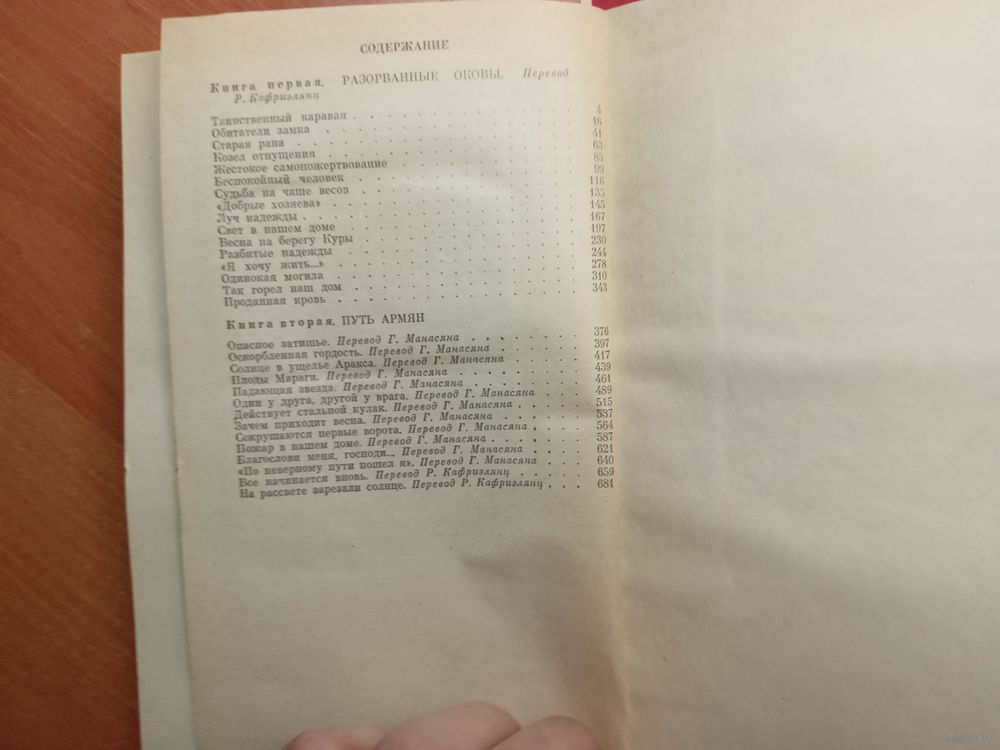 СОДЕРЖАНИЕ
Книга первая. РАЗОРВАННЫЕ ОКОВЫ. Перевод
Р. Кафриэлянц
Таинственный караван . . . . . . . . . . 4
Обитатели замка . . . . . . . . . . 16
Старая рана . . . . . . . . . . 41
Козел отпущения . . . . . . . . . . 63
Жестокое самопожертвование . . . . . . . . . . 85
Беспокойный человек . . . . . . . . . . 99
Судьба на чаше весов . . . . . . . . . . 116
«Добрые хозяева» . . . . . . . . . . 135
Луч надежды . . . . . . . . . . 145
Свет в нашем доме . . . . . . . . . . 167
Весна на берегу Куры . . . . . . . . . . 197
Разбитые надежды . . . . . . . . . . 230
«Я хочу жить...» . . . . . . . . . . 244
Одинокая могила . . . . . . . . . . 278
Так горел наш дом . . . . . . . . . . 310
Проданная кровь . . . . . . . . . . 343
Книга вторая. ПУТЬ АРМЯН
Опасное затишье. Перевод Г. Манасяна . . . . . . . 376
Оскорбленная гордость. Перевод Г. Манасяна . . . . . 397
Солнце в ущелье Аракса. Перевод Г. Манасяна . . . . . 417
Плоды Мараги. Перевод Г. Манасяна . . . . . . . 439
Падающая звезда. Перевод Г. Манасяна . . . . . . . 461
Один у друга, другой у врага. Перевод Г. Манасяна . . . 489
Действует стальной кулак. Перевод Г. Манасяна . . . . 515
Зачем приходит весна. Перевод Г. Манасяна . . . . . 537
Сокрушаются первые ворота. Перевод Г. Манасяна . . . . 564
Пожар в нашем доме. Перевод Г. Манасяна . . . . . 587
Благослови меня, господи... Перевод Г. Манасяна . . . . 621
«По неверному пути пошел я». Перевод Г. Манасяна . . . 640
Все начинается вновь. Перевод Р. Кафриэлянц . . . . . 659
На рассвете зарезали солнце. Перевод Р. Кафриэлянц . . . 681